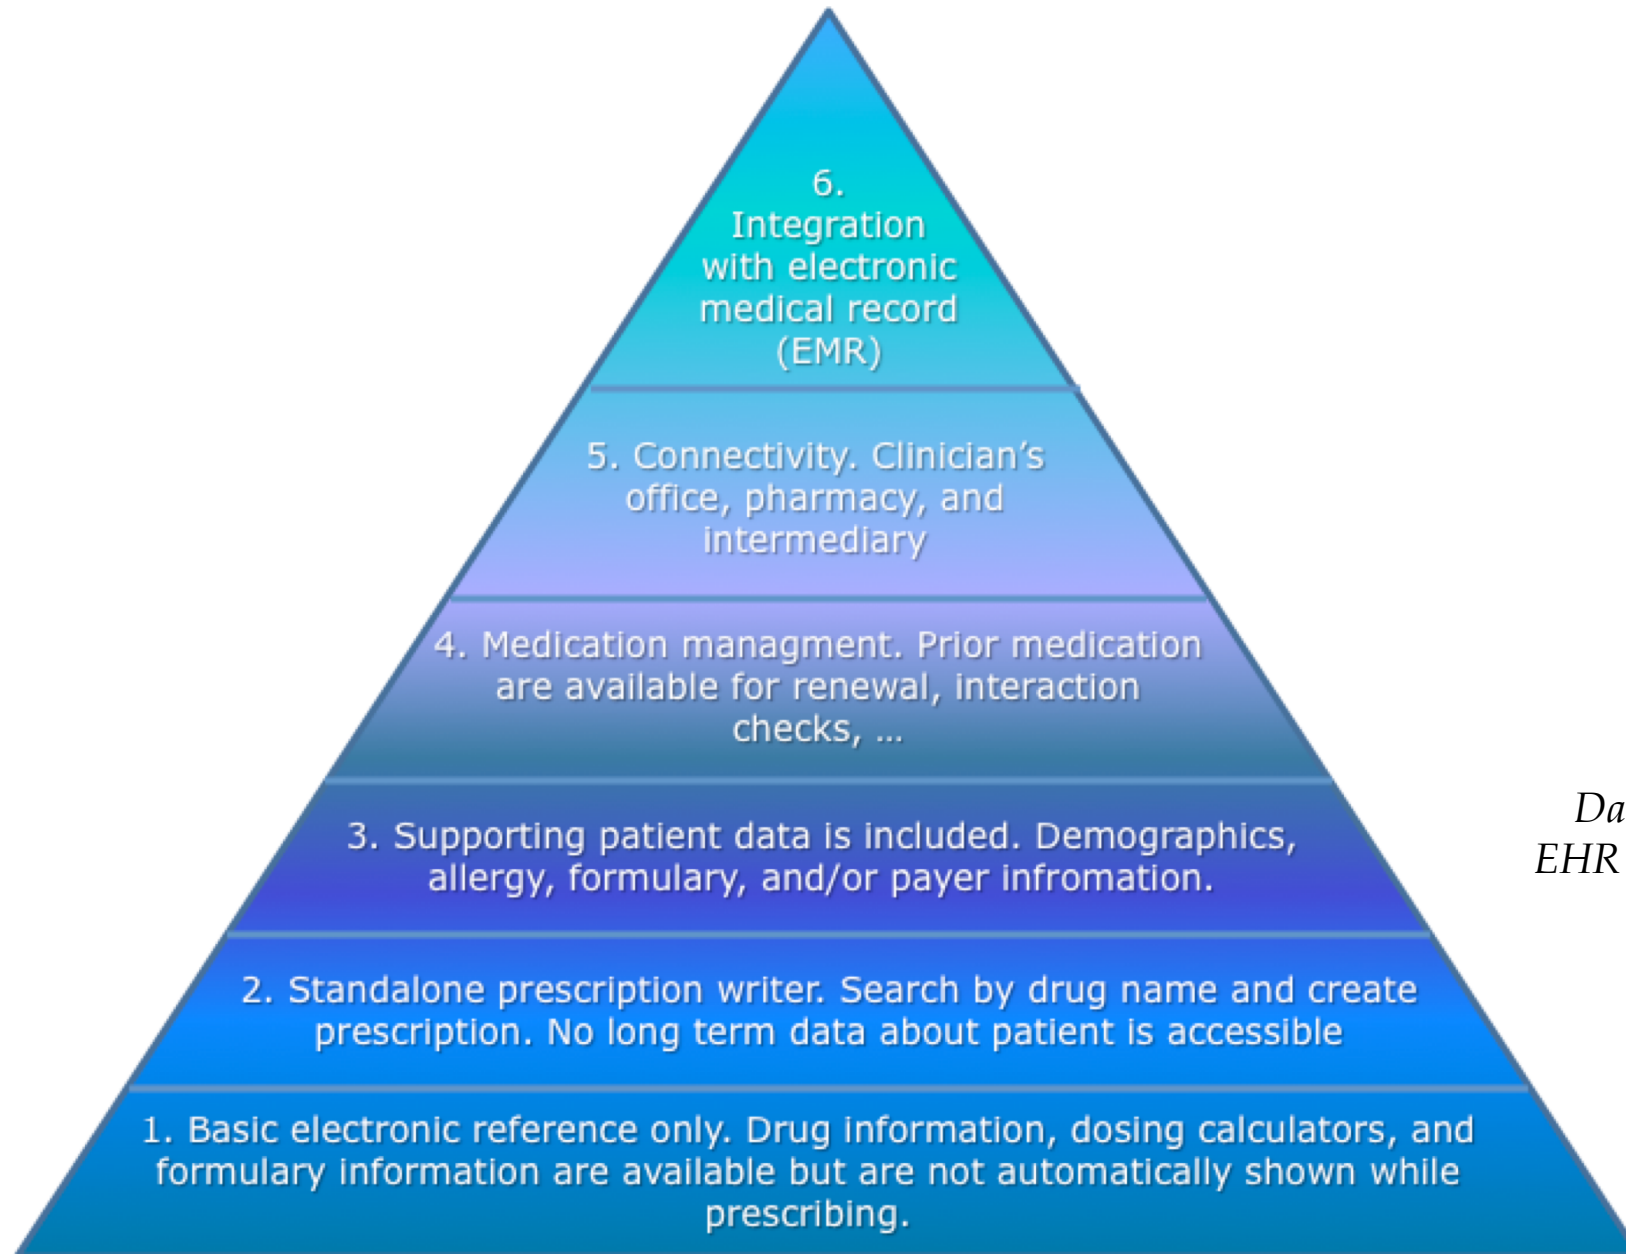 6.
Integration
with electronic
medical record
(EMR)
5. Connectivity. Clinician’s
office, pharmacy, and
intermediary
4. Medication managment. Prior medication
are available for renewal, interaction
checks, ...
3. Supporting patient data is included. Demographics,
allergy, formulary, and/or payer infromation.
Da
EHR
2. Standalone prescription writer. Search by drug name and create
prescription. No long term data about patient is accessible
1. Basic electronic reference only. Drug information, dosing calculators, and
formulary information are available but are not automatically shown while
prescribing.